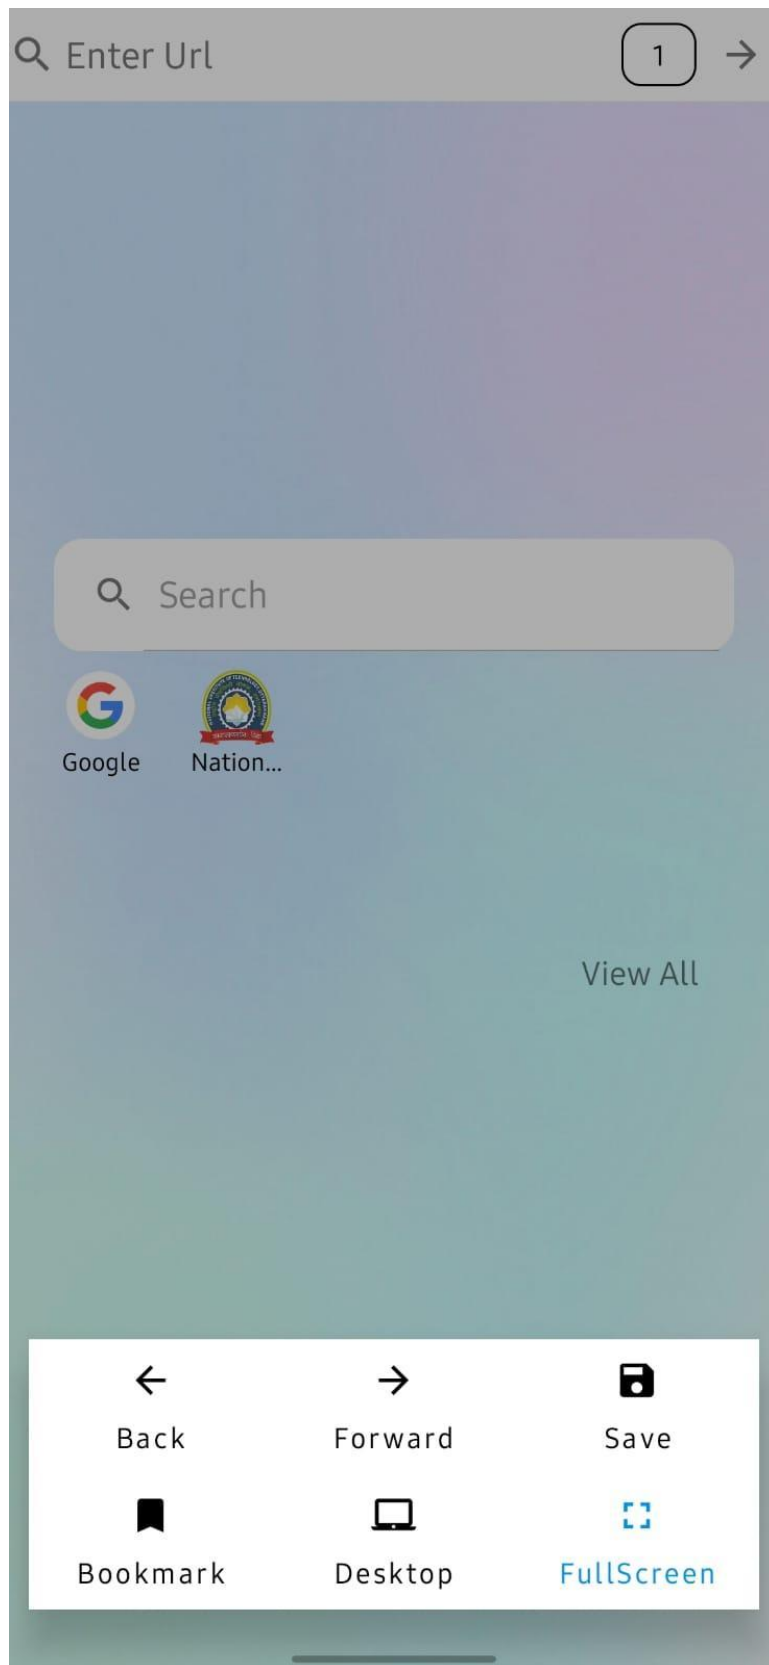 Enter Url
1
Search
Google
Nation...
View All
Back
Forward
Save
Bookmark
Desktop
FullScreen